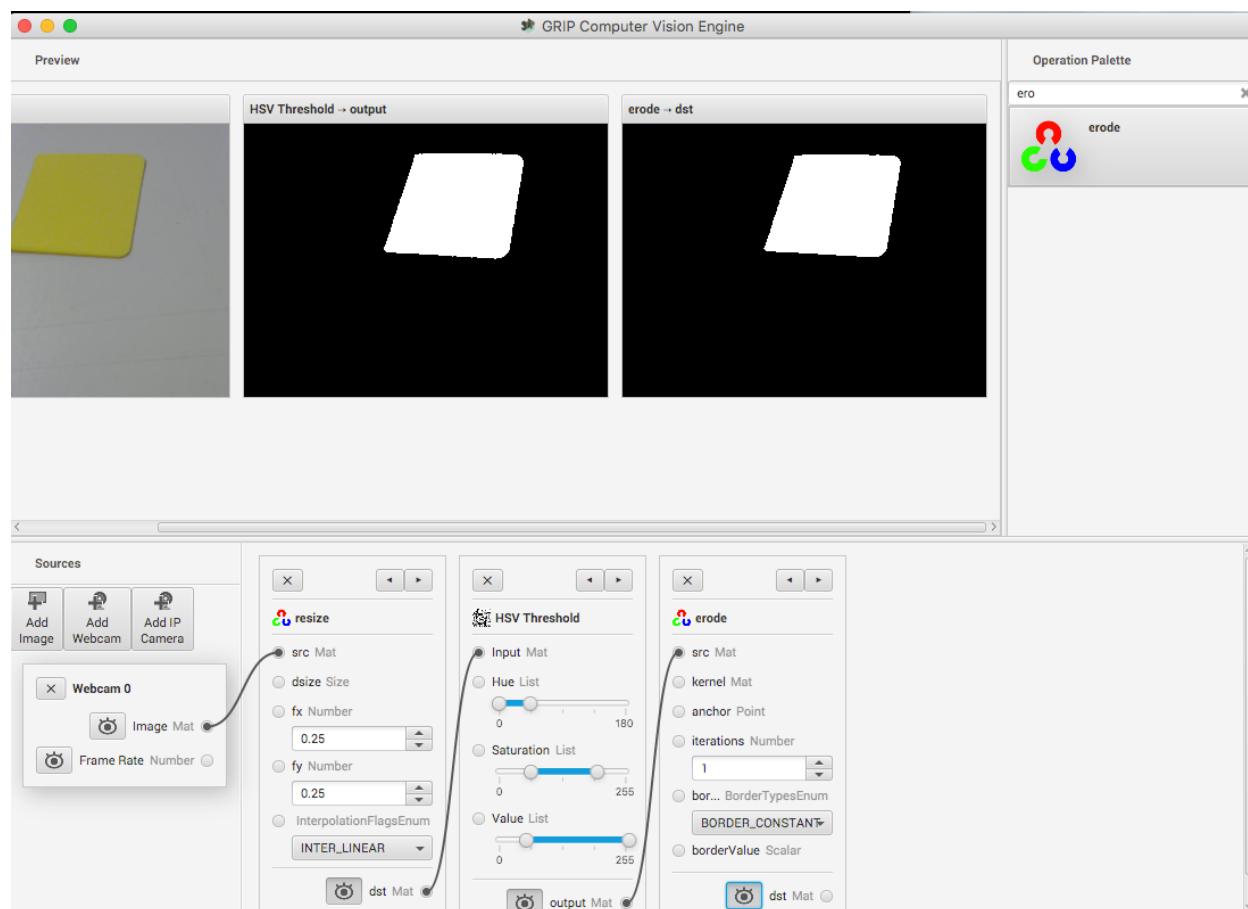 GRIP Computer Vision Engine
Preview
HSV Threshold → output
erode → dst
Operation Palette
ero
erode
Sources
Add Image
Add Webcam
Add IP Camera
Webcam 0
Image Mat
Frame Rate Number
resize
src Mat
dsize Size
fx Number
0.25
fy Number
0.25
InterpolationFlagsEnum
INTER_LINEAR
dst Mat
HSV Threshold
Input Mat
Hue List
0 180
Saturation List
0 255
Value List
0 255
output Mat
erode
src Mat
kernel Mat
anchor Point
iterations Number
1
bor... BorderTypesEnum
BORDER_CONSTANT
borderValue Scalar
dst Mat